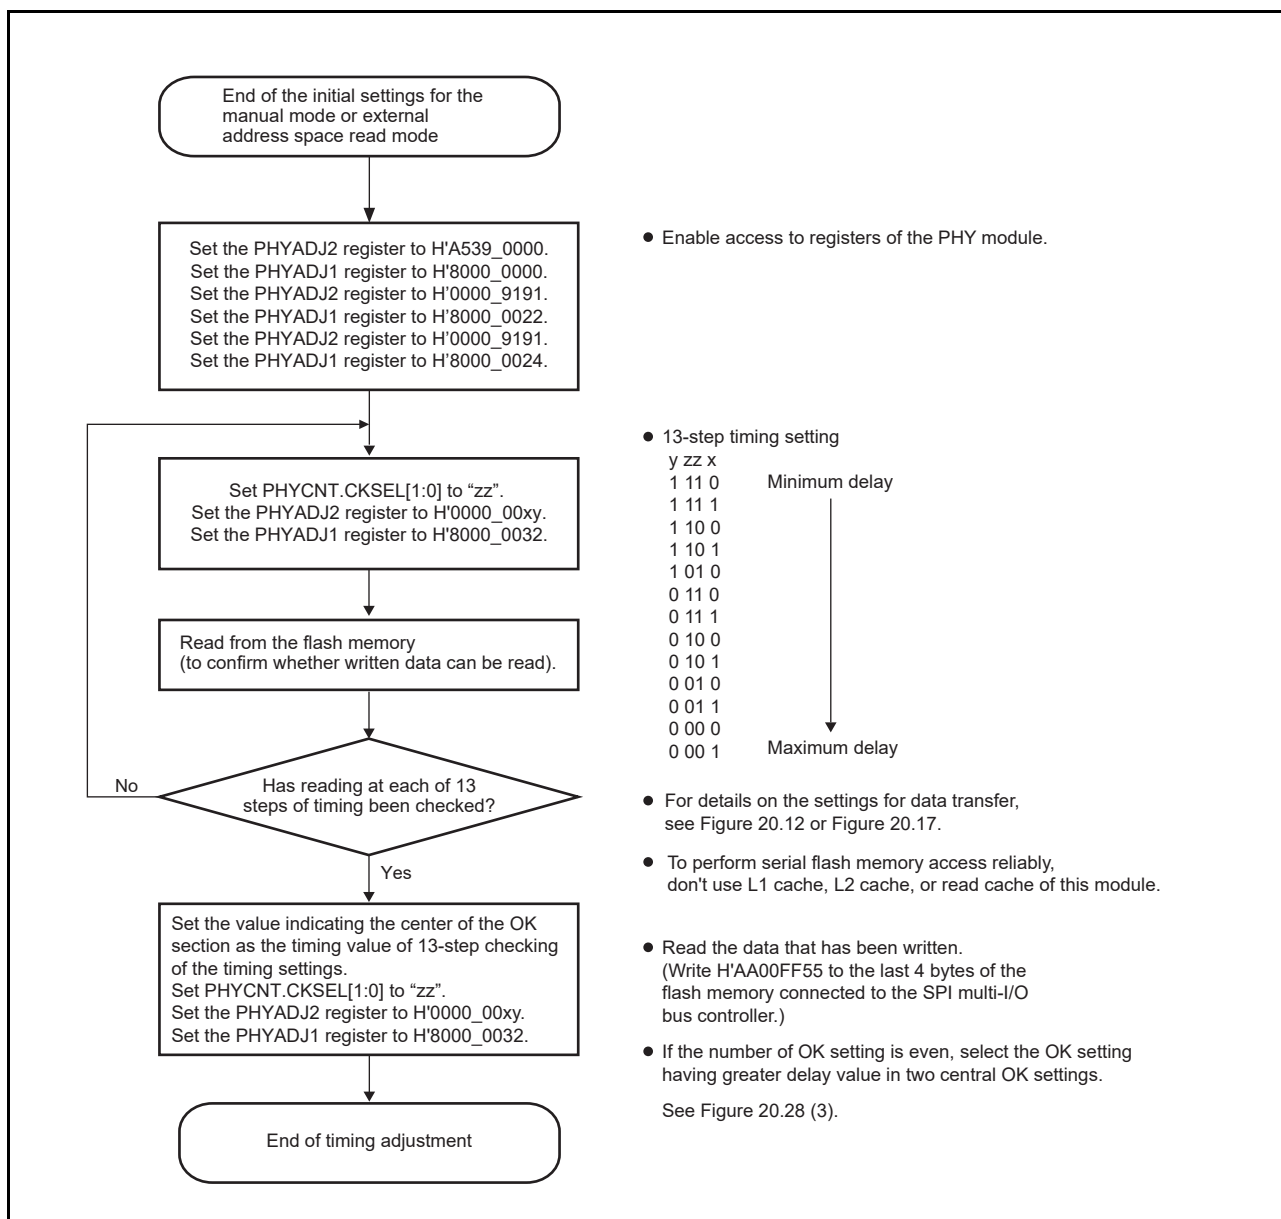 End of the initial settings for the
manual mode or external
address space read mode
Set the PHYADJ2 register to H'A539_0000.
Set the PHYADJ1 register to H'8000_0000.
Set the PHYADJ2 register to H’0000_9191.
Set the PHYADJ1 register to H’8000_0022.
Set the PHYADJ2 register to H’0000_9191.
Set the PHYADJ1 register to H’8000_0024.
● Enable access to registers of the PHY module.
Set PHYCNT.CKSEL[1:0] to “zz”.
Set the PHYADJ2 register to H'0000_00xy.
Set the PHYADJ1 register to H'8000_0032.
● 13-step timing setting
y zz x
1 11 0 Minimum delay
1 11 1
1 10 0
1 10 1
1 01 0
0 11 0
0 11 1
0 10 0
0 10 1
0 01 0
0 01 1
0 00 0
0 00 1 Maximum delay
Read from the flash memory
(to confirm whether written data can be read).
No
Has reading at each of 13
steps of timing been checked?
Yes
● For details on the settings for data transfer,
see Figure 20.12 or Figure 20.17.
● To perform serial flash memory access reliably,
don't use L1 cache, L2 cache, or read cache of this module.
Set the value indicating the center of the OK
section as the timing value of 13-step checking
of the timing settings.
Set PHYCNT.CKSEL[1:0] to “zz”.
Set the PHYADJ2 register to H'0000_00xy.
Set the PHYADJ1 register to H'8000_0032.
● Read the data that has been written.
(Write H'AA00FF55 to the last 4 bytes of the
flash memory connected to the SPI multi-I/O
bus controller.)
● If the number of OK setting is even, select the OK setting
having greater delay value in two central OK settings.
See Figure 20.28 (3).
End of timing adjustment